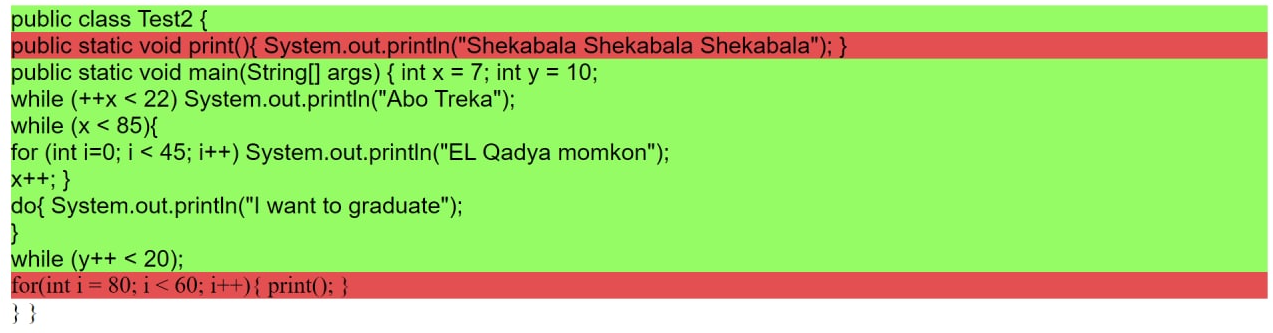 public class Test2 {
public static void print(){ System.out.println("Shekabala Shekabala Shekabala"); }
public static void main(String[] args) { int x = 7; int y = 10;
while (++x < 22) System.out.println("Abo Treka");
while (x < 85){
for (int i=0; i < 45; i++) System.out.println("EL Qadya momkon");
x++; }
do{ System.out.println("I want to graduate");
}
while (y++ < 20);
for(int i = 80; i < 60; i++){ print(); }
} }